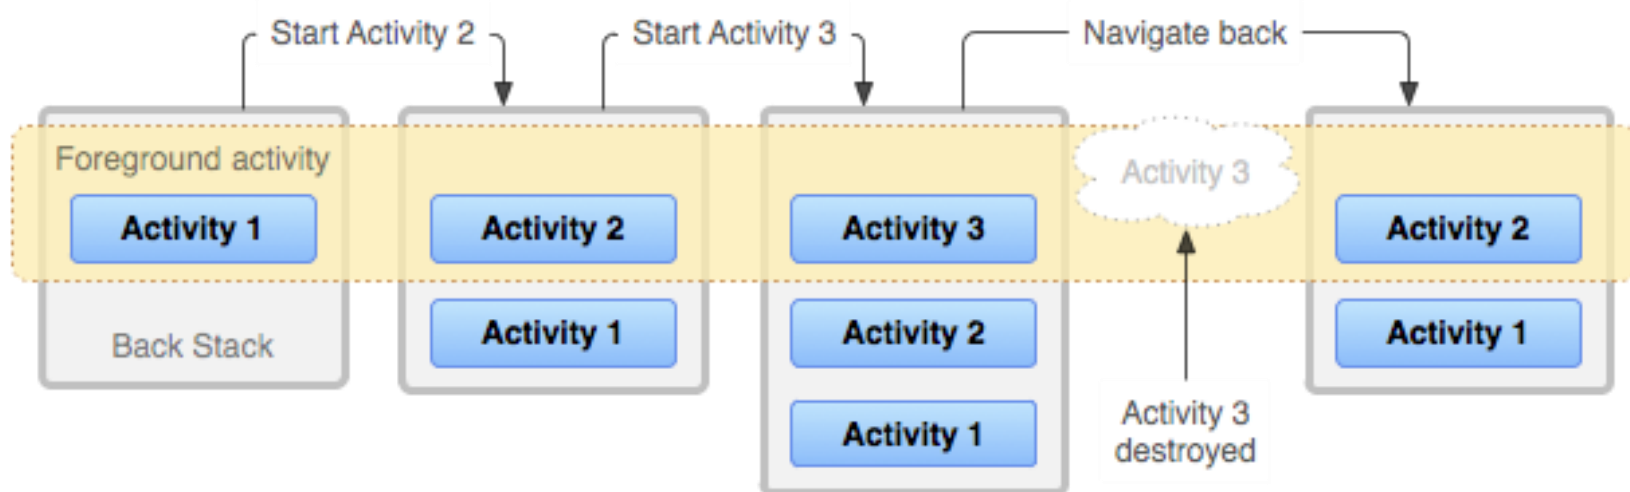 Start Activity 2
Start Activity 3
Navigate back
Foreground activity
Activity 3
Activity 1
Activity 2
Activity 3
Activity 2
Activity 1
Activity 2
Activity 1
Back Stack
Activity 1
Activity 3
destroyed